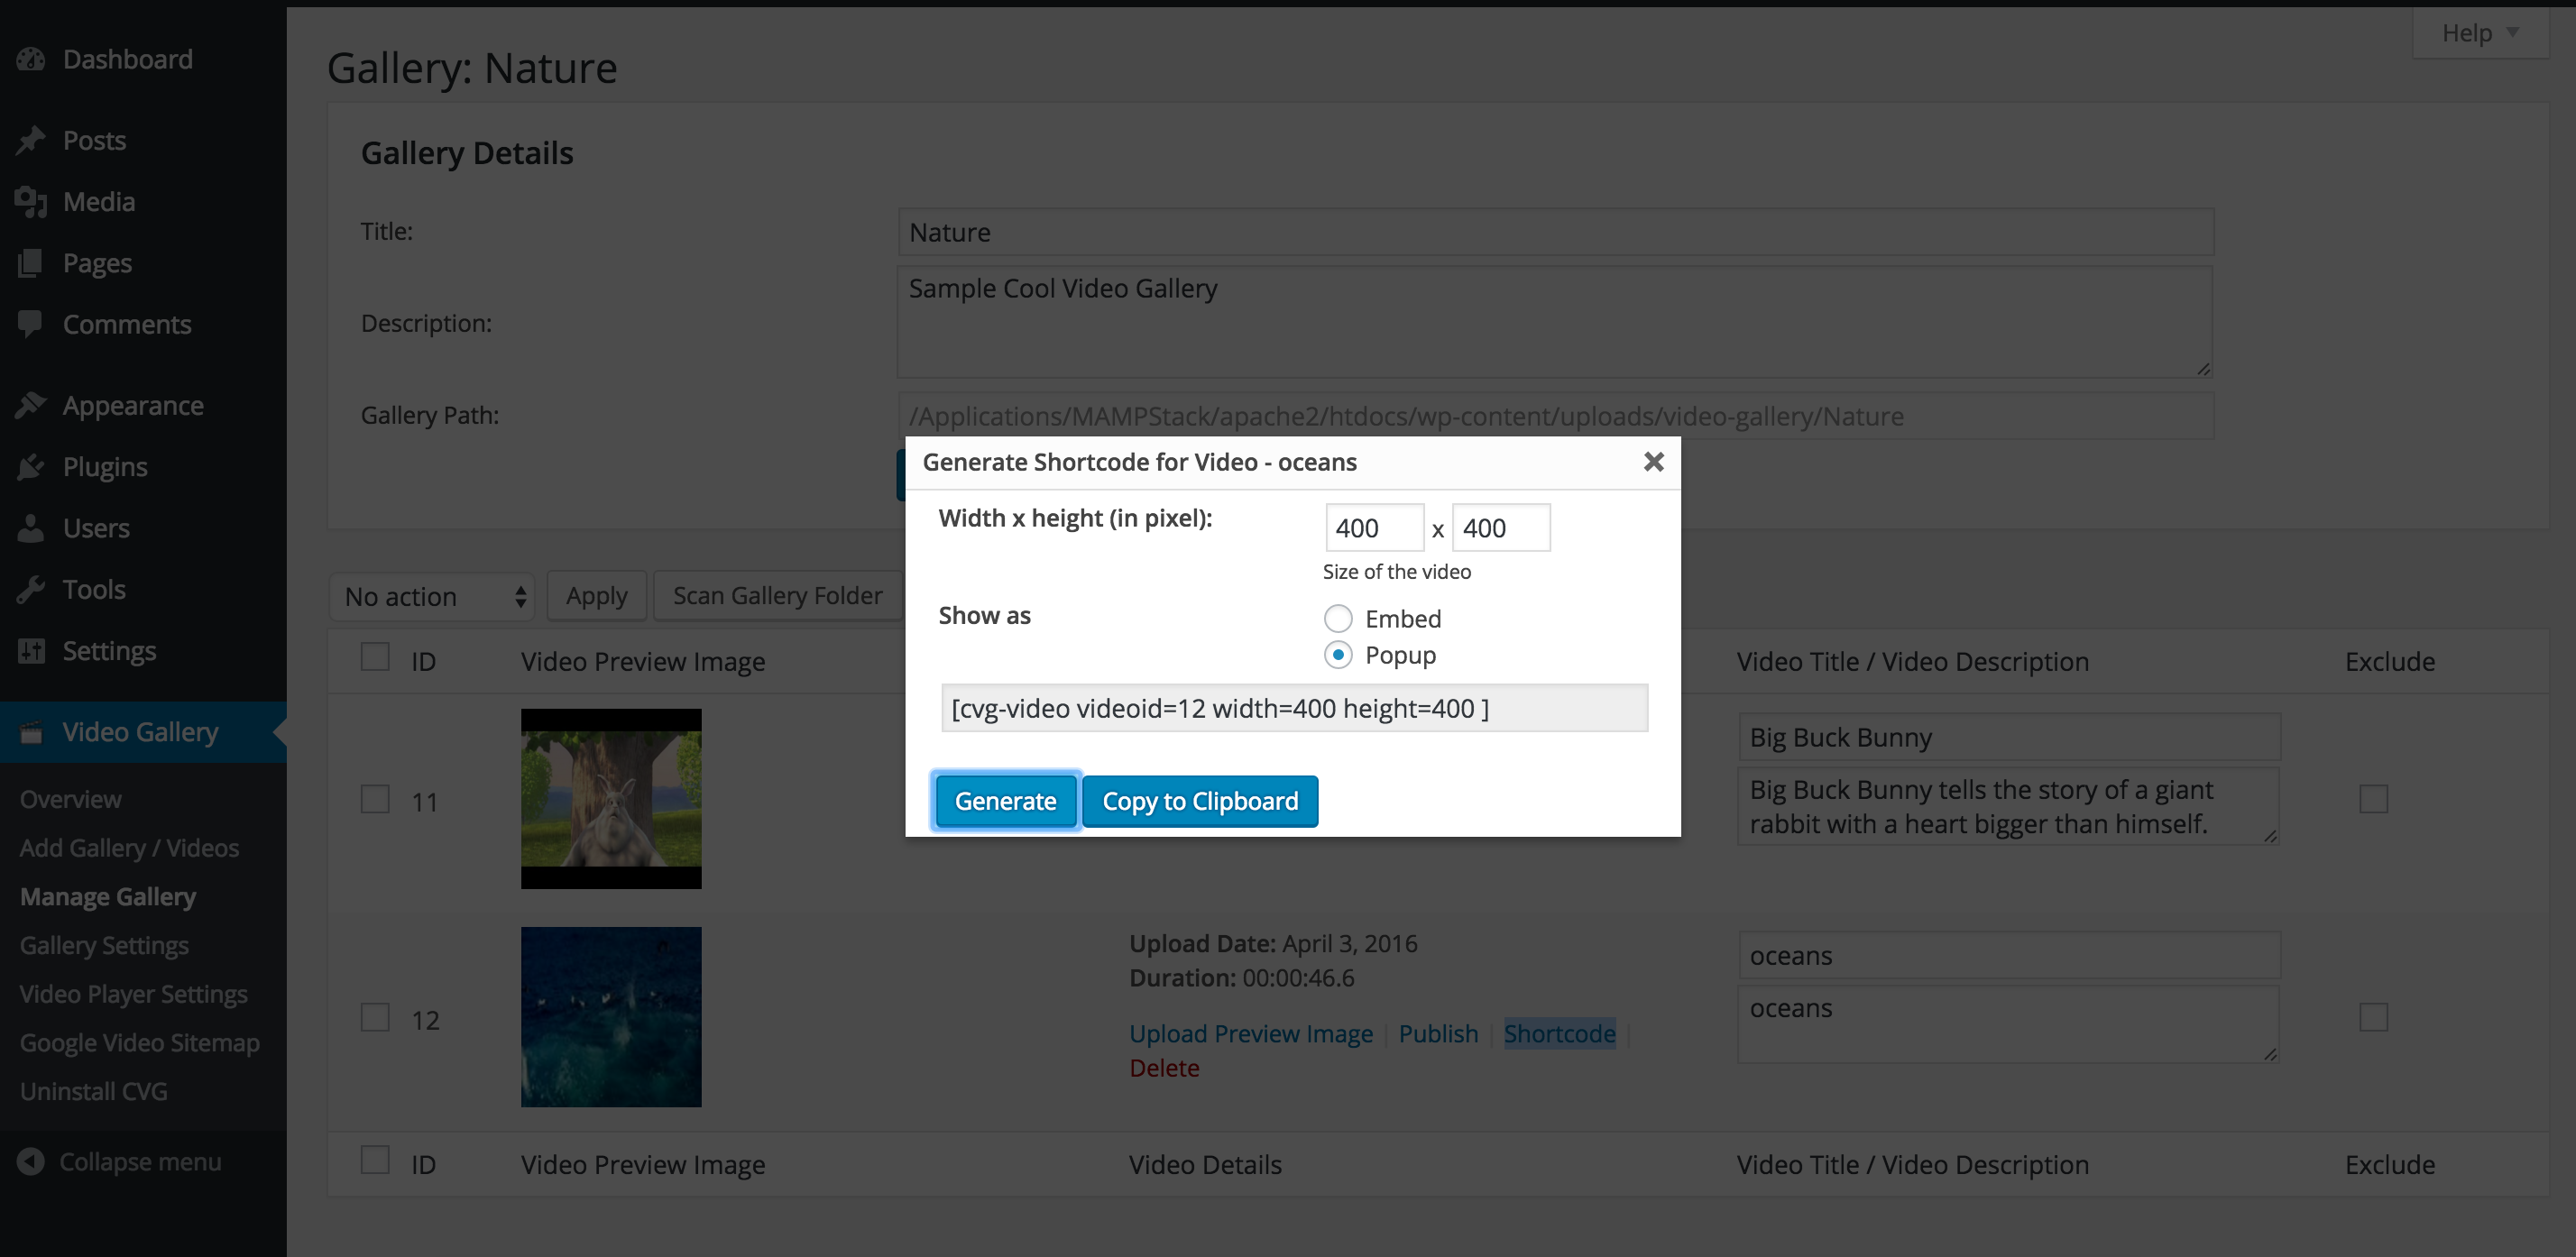 Dashboard
Posts
Media
Pages
Comments
Appearance
Plugins
Users
Tools
Settings
Video Gallery
Overview
Add Gallery / Videos
Manage Gallery
Gallery Settings
Video Player Settings
Google Video Sitemap
Uninstall CVG
Collapse menu
Help
Gallery: Nature
Gallery Details
Title: Nature
Description: Sample Cool Video Gallery
Gallery Path: /Applications/MAMPStack/apache2/htdocs/wp-content/uploads/video-gallery/Nature
Generate Shortcode for Video - oceans
Width x height (in pixel): 400 x 400
Size of the video
Show as Embed
Popup
[cvg-video videoid=12 width=400 height=400 ]
Generate Copy to Clipboard
No action Apply Scan Gallery Folder
ID Video Preview Image Video Title / Video Description Exclude
11 Big Buck Bunny
Big Buck Bunny tells the story of a giant
rabbit with a heart bigger than himself.
12
Upload Date: April 3, 2016
Duration: 00:00:46.6
Upload Preview Image | Publish | Shortcode |
Delete
oceans
oceans
ID Video Preview Image Video Details Video Title / Video Description Exclude